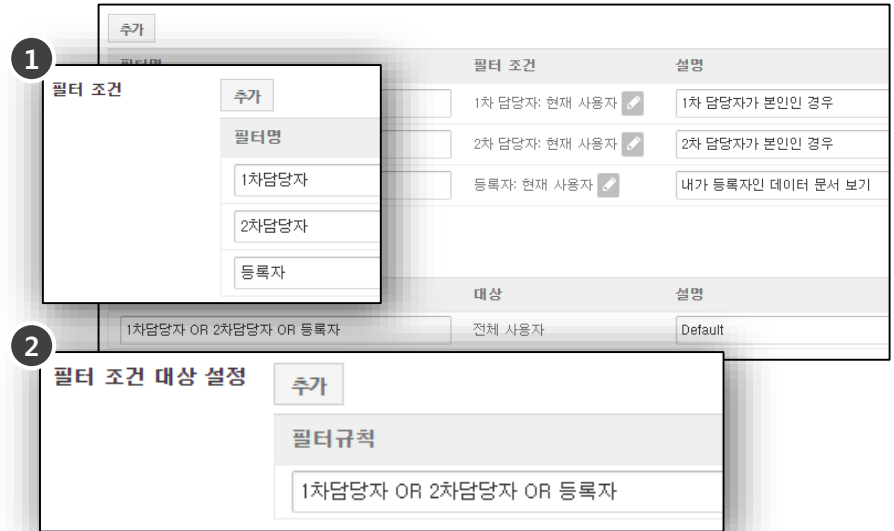 추가
필터명 필터 조건 설명
1차 담당자: 현재 사용자 1차 담당자가 본인인 경우
2차 담당자: 현재 사용자 2차 담당자가 본인인 경우
등록자: 현재 사용자 내가 등록자인 데이터 문서 보기
대상 설명
1차담당자 OR 2차담당자 OR 등록자 전체 사용자 Default
1
필터 조건 추가
필터명
1차담당자
2차담당자
등록자
2
필터 조건 대상 설정 추가
필터규칙
1차담당자 OR 2차담당자 OR 등록자